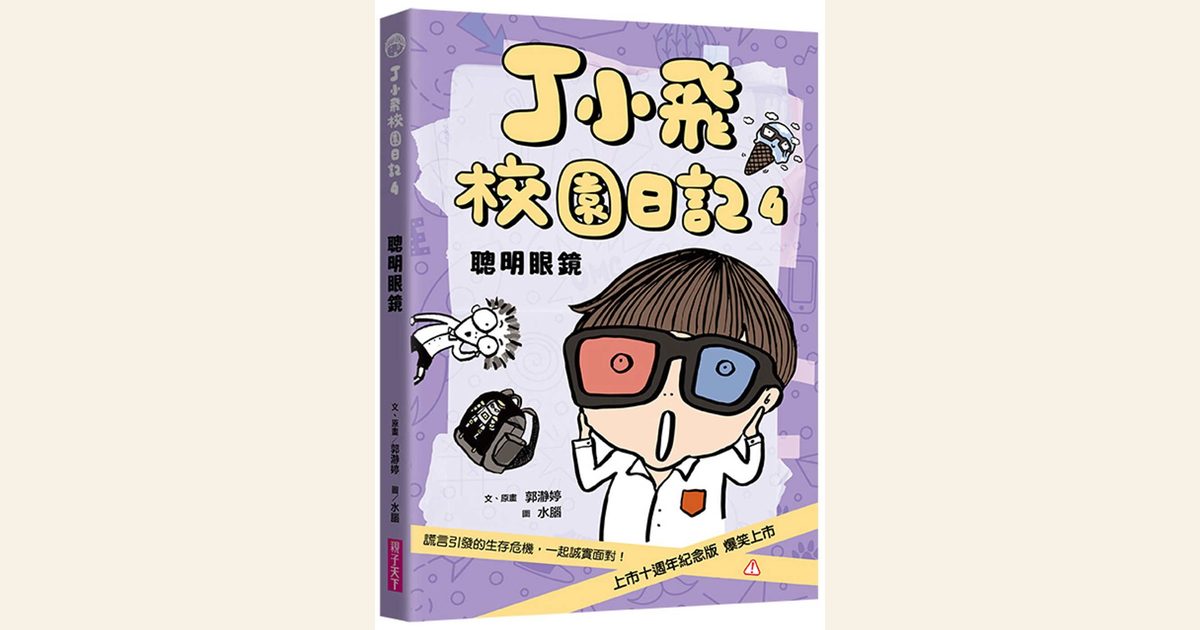 丁小飛
校園日記4
聰明眼鏡
文、原畫 郭瀞婷
圖 水腦
謊言引發的生存危機，一起誠實面對！
上市十週年紀念版 爆笑上市
丁小飛校園日記4
聰明眼鏡
文、原畫／郭瀞婷 圖／水腦
親子天下